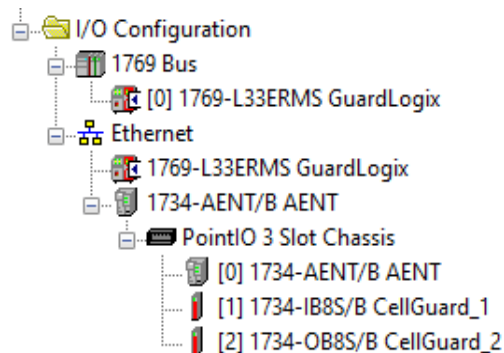 I/O Configuration
1769 Bus
[0] 1769-L33ERMS GuardLogix
Ethernet
1769-L33ERMS GuardLogix
1734-AENT/B AENT
PointIO 3 Slot Chassis
[0] 1734-AENT/B AENT
[1] 1734-IB8S/B CellGuard_1
[2] 1734-OB8S/B CellGuard_2